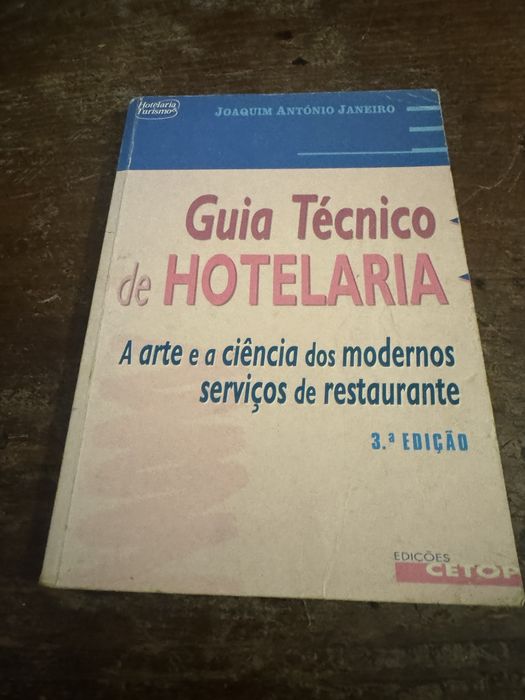 Hotelaria
Turismo
JOAQUIM ANTÓNIO JANEIRO
Guia Técnico
de HOTELARIA
A arte e a ciência dos modernos
serviços de restaurante
3.ª EDIÇÃO
EDIÇÕES
CETOP